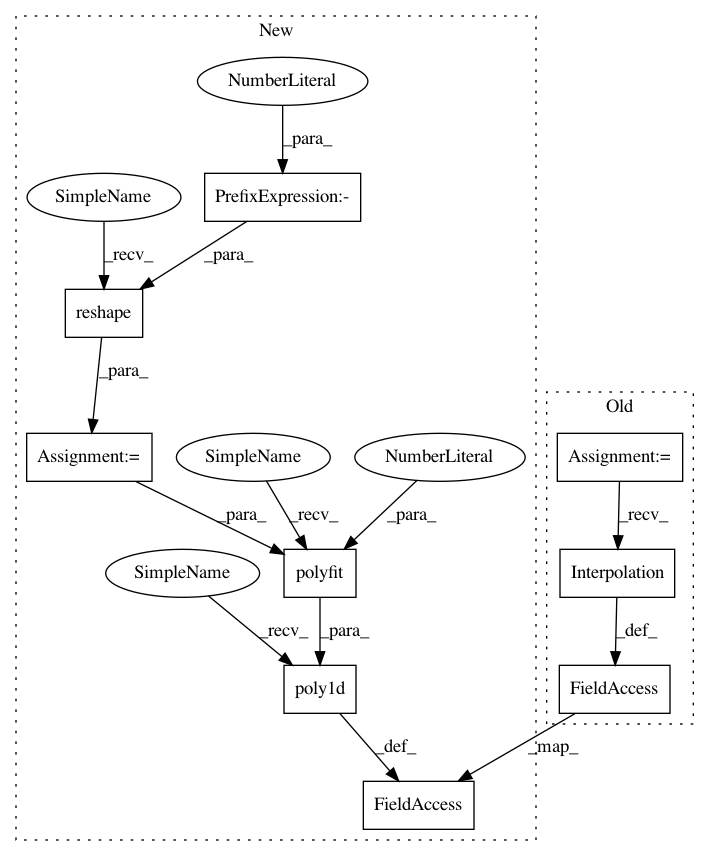 New
NumberLiteral
_para_
SimpleName
PrefixExpression:-
_recv_
_para_
reshape
_para_
Old
Assignment:=
SimpleName
NumberLiteral
Assignment:=
_para_
_recv_
_para_
_recv_
SimpleName
polyfit
Interpolation
_recv_
_para_
_def_
poly1d
FieldAccess
_def_
_map_
FieldAccess